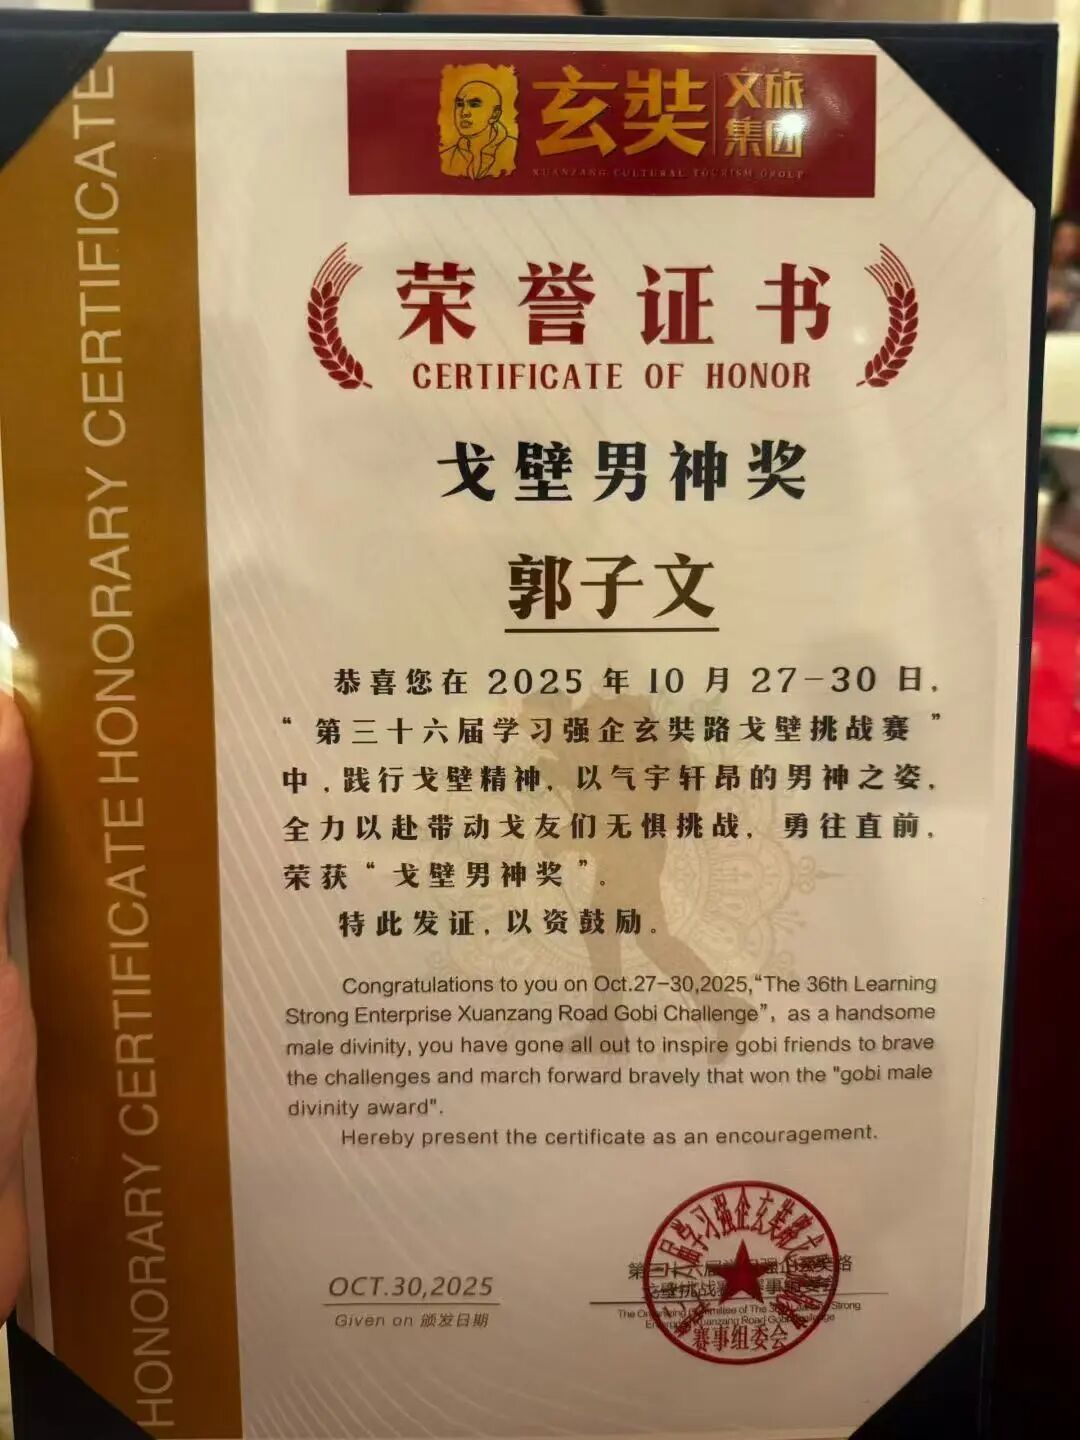 玄奘
文旅
集团
XUANZANG CULTURAL TOURISM GROUP
荣誉证书
CERTIFICATE OF HONOR
戈壁男神奖
郭子文
恭喜您在 2025 年 10 月 27-30 日,
“第三十六届学习强企玄奘路戈壁挑战赛”
中,践行戈壁精神,以气宇轩昂的男神之姿,
全力以赴带动戈友们无惧挑战,勇往直前,
荣获“戈壁男神奖”。
特此发证,以资鼓励。
Congratulations to you on Oct.27-30,2025,“The 36th Learning
Strong Enterprise Xuanzang Road Gobi Challenge”, as a handsome
male divinity, you have gone all out to inspire gobi friends to brave
the challenges and march forward bravely that won the "gobi male
divinity award".
Hereby present the certificate as an encouragement.
OCT.30,2025
Given on 颁发日期
赛事组委会
HONORARY CERTIFICATE HONORARY CERTIFICATE HONORARY CERTIFICATE